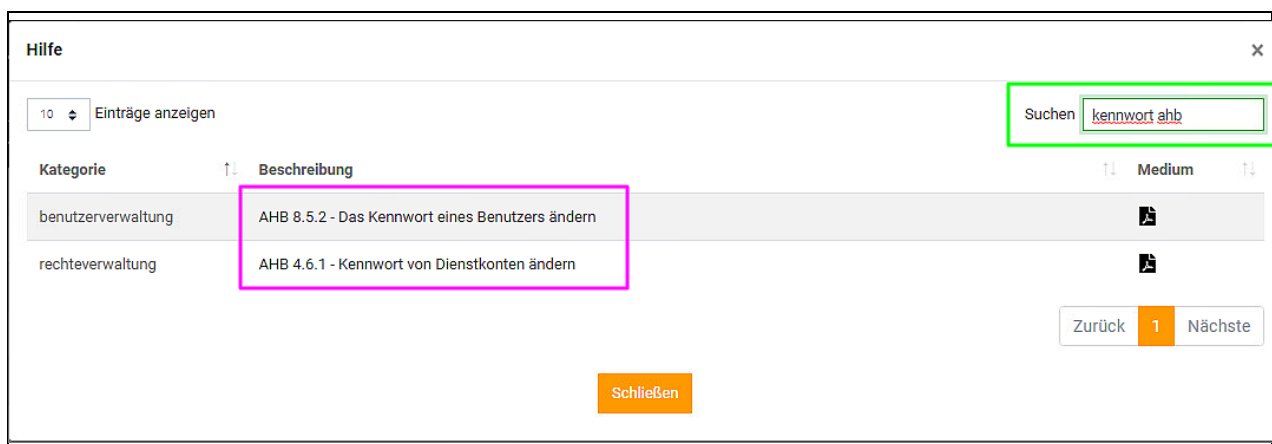 Hilfe
10 Einträge anzeigen
Suchen kennwort ahb
Kategorie Beschreibung Medium
benutzerverwaltung AHB 8.5.2 - Das Kennwort eines Benutzers ändern
rechteverwaltung AHB 4.6.1 - Kennwort von Dienstkonten ändern
Zurück 1 Nächste
Schließen